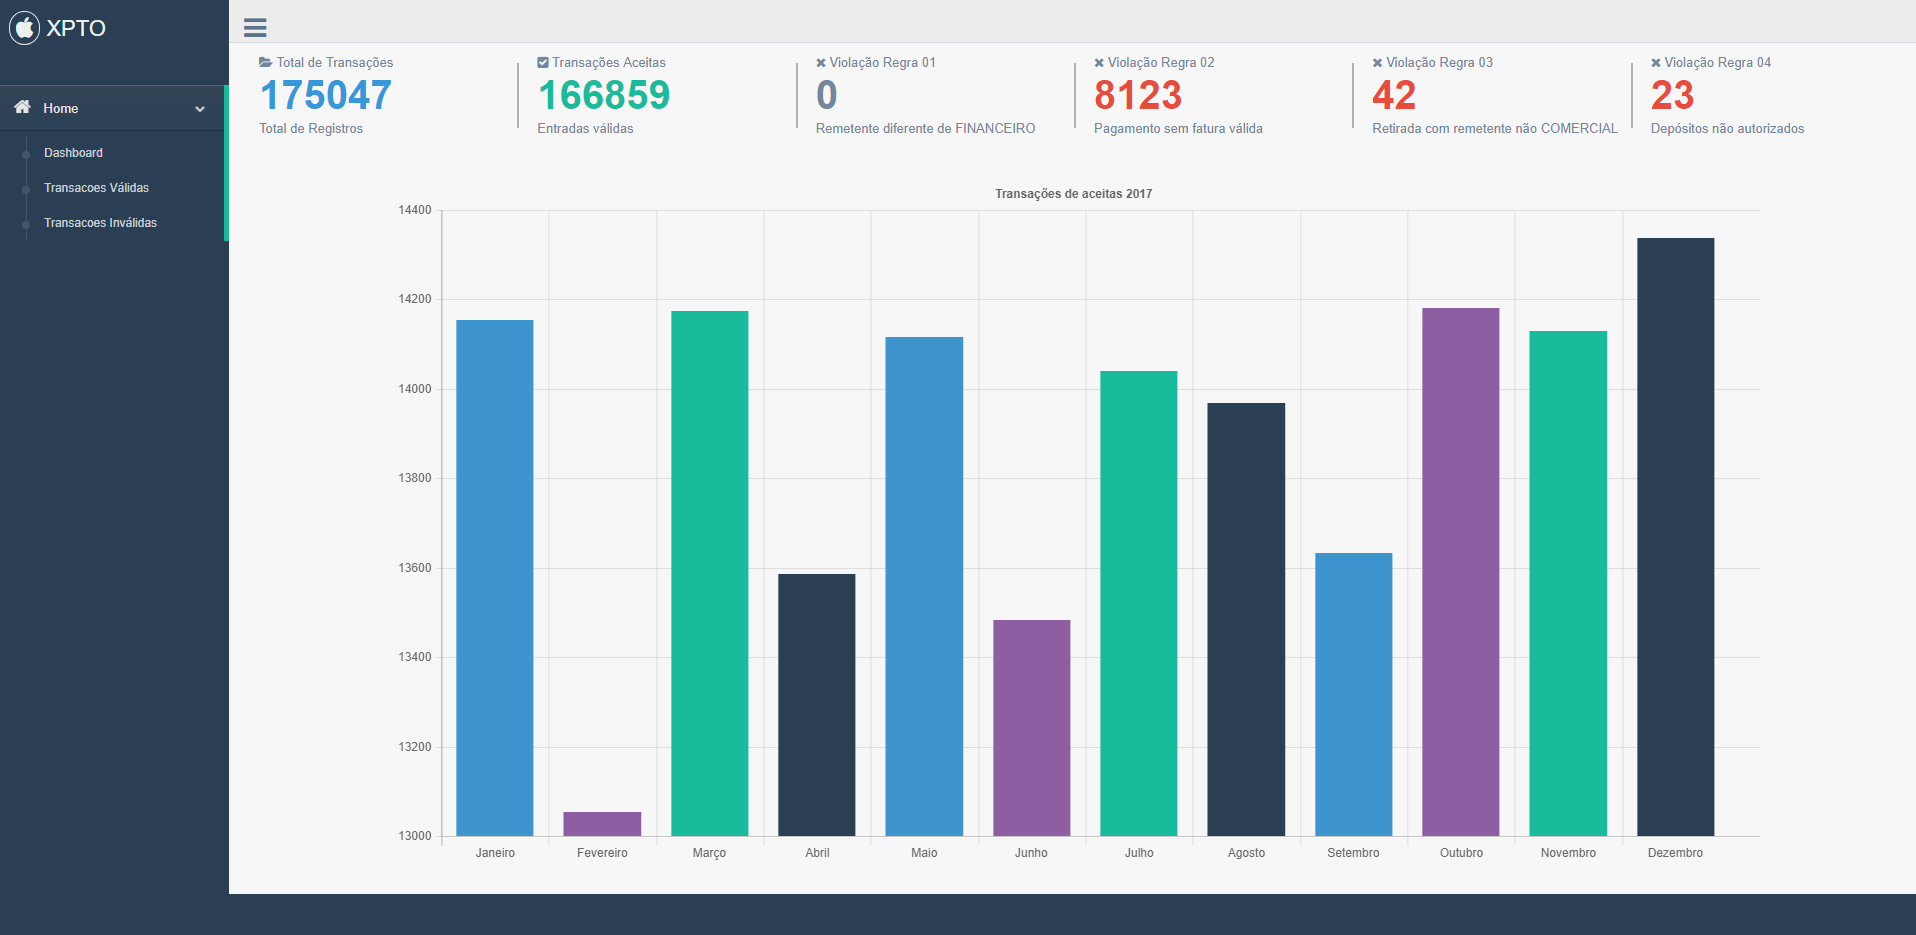 XPTO
Home
Dashboard
Transacoes Válidas
Transacoes Inválidas
Total de Transações
175047
Total de Registros
Transações Aceitas
166859
Entradas válidas
Violação Regra 01
0
Remetente diferente de FINANCEIRO
Violação Regra 02
8123
Pagamento sem fatura válida
Violação Regra 03
42
Retirada com remetente não COMERCIAL
Violação Regra 04
23
Depósitos não autorizados
Transações de aceitas 2017
14400
14200
14000
13800
13600
13400
13200
13000
Janeiro Fevereiro Março Abril Maio Junho Julho Agosto Setembro Outubro Novembro Dezembro